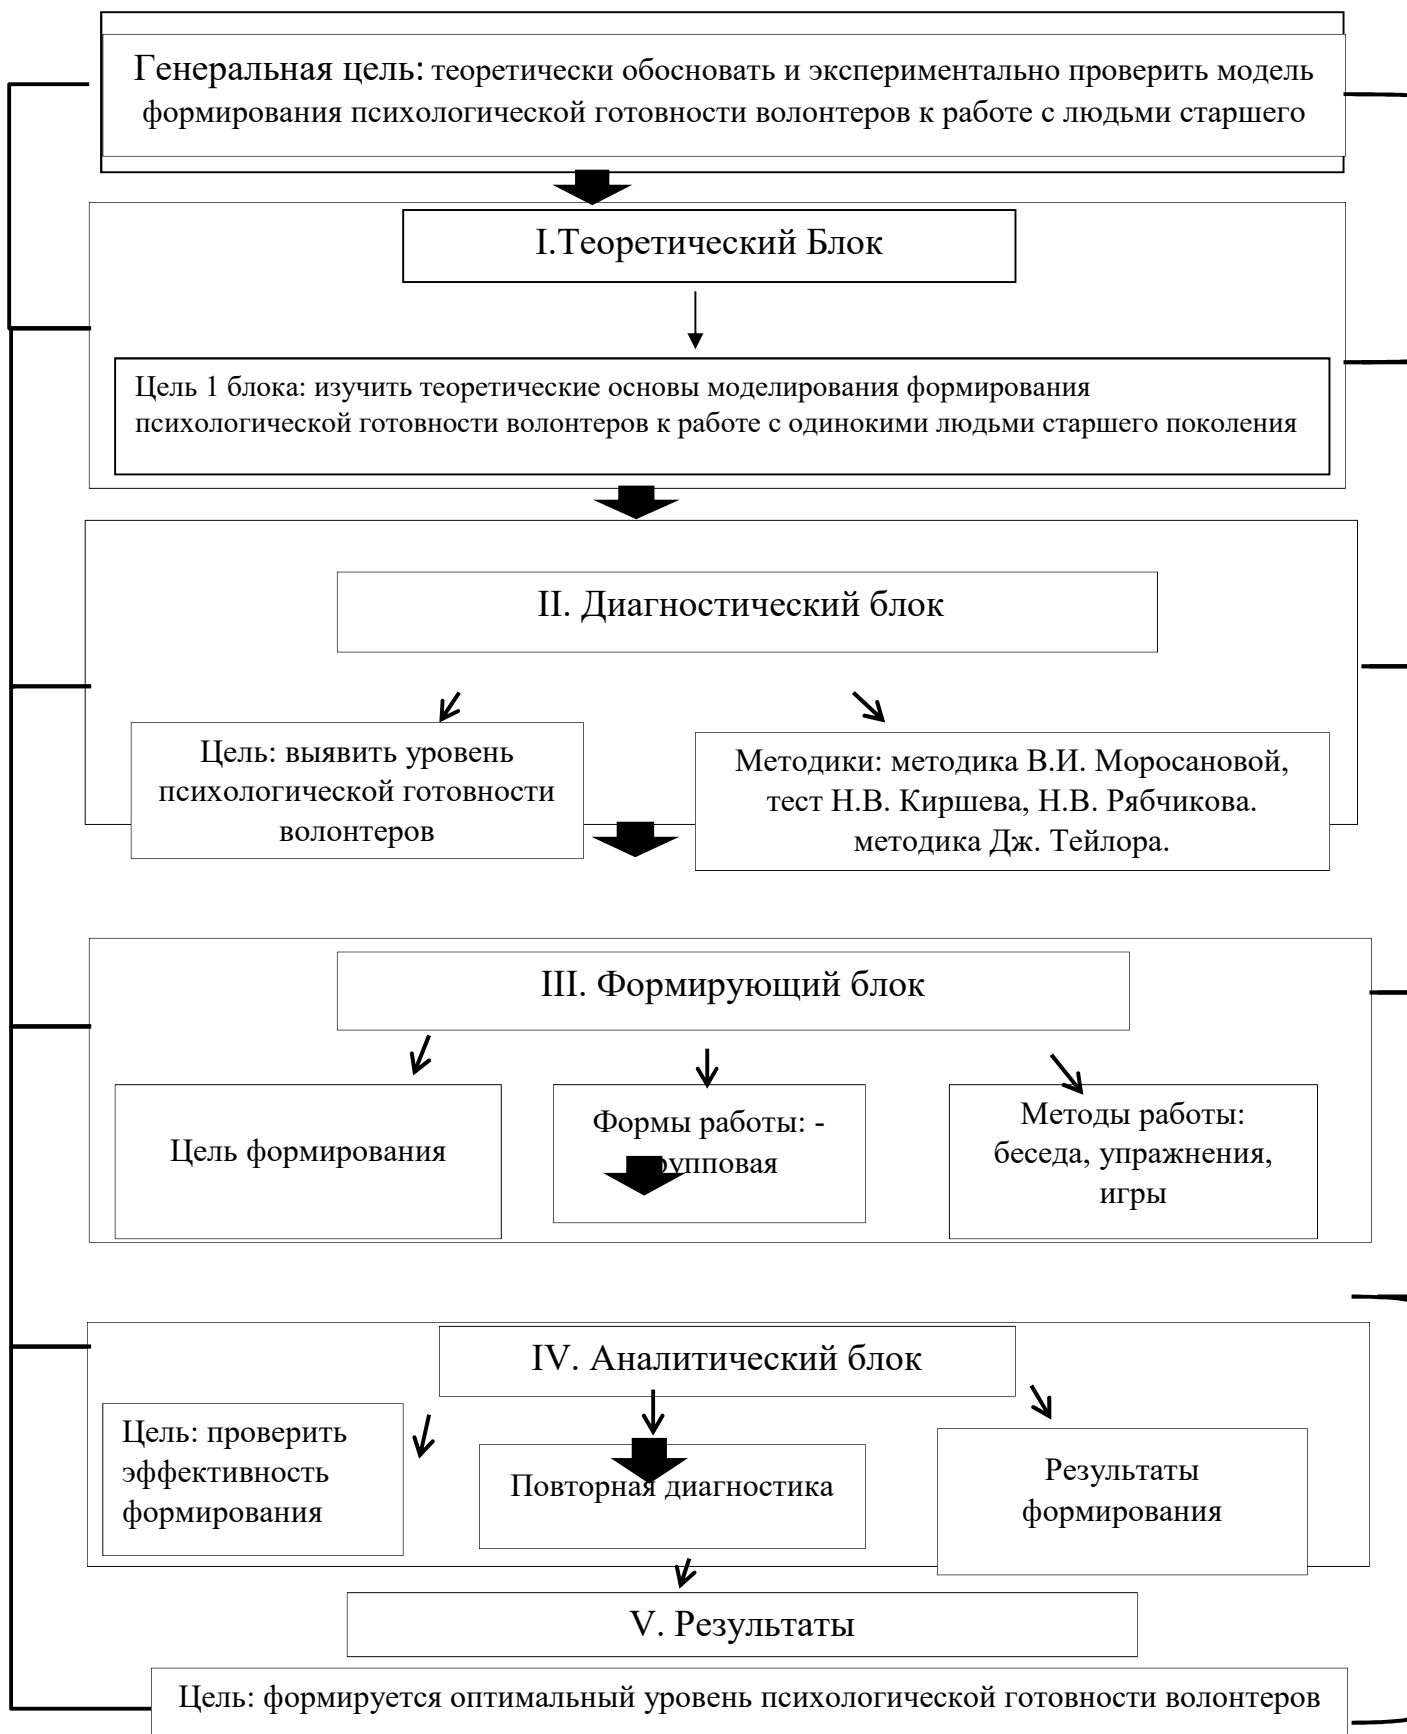 Генеральная цель: теоретически обосновать и экспериментально проверить модель
формирования психологической готовности волонтеров к работе с людьми старшего
I.Теоретический Блок
Цель 1 блока: изучить теоретические основы моделирования формирования
психологической готовности волонтеров к работе с одинокими людьми старшего поколения
II. Диагностический блок
Цель: выявить уровень
психологической готовности
волонтеров
Методики: методика В.И. Моросановой,
тест Н.В. Киршева, Н.В. Рябчикова.
методика Дж. Тейлора.
III. Формирующий блок
Цель формирования
Формы работы: -
рупповая
Методы работы:
беседа, упражнения,
игры
IV. Аналитический блок
Цель: проверить
эффективность
формирования
Повторная диагностика
Результаты
формирования
V. Результаты
Цель: формируется оптимальный уровень психологической готовности волонтеров